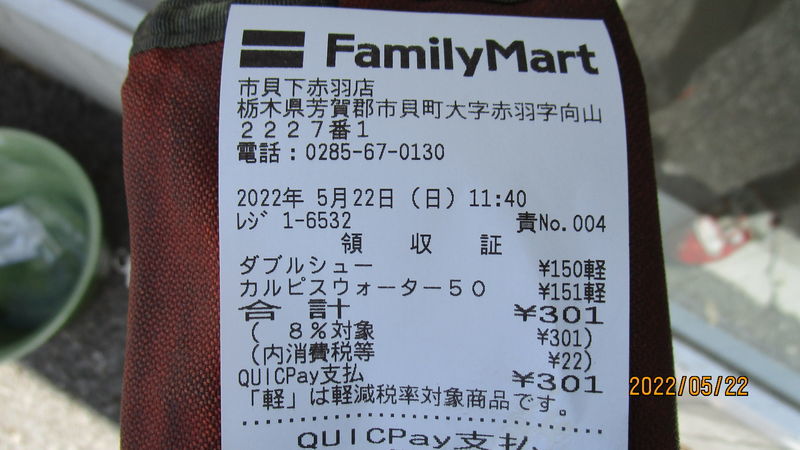 FamilyMart
市貝下赤羽店
栃木県芳賀郡市貝町大字赤羽字向山
２２２７番１
電話：0285-67-0130
2022年 5月22日（日）11:40
ﾚｼﾞ 1-6532 責No.004
領 収 証
ダブルシュー ¥150軽
カルピスウォーター５０ ¥151軽
合 計 ¥301
( 8％対象 ¥301)
(内消費税等 ¥22)
QUICPay支払 ¥301
「軽」は軽減税率対象商品です。
QUICPay支払
2022/05/22